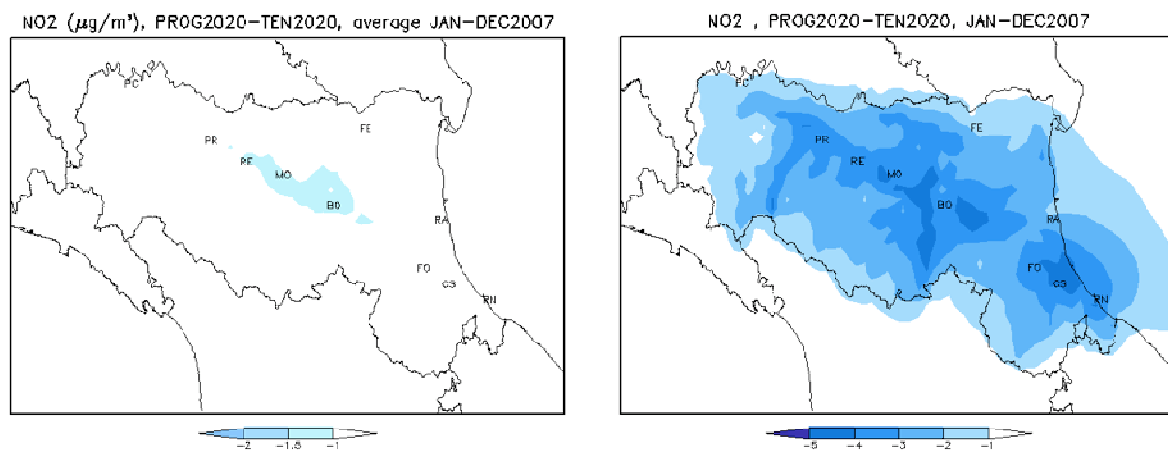 NO2 (μg/m³), PROG2020-TEN2020, average JAN-DEC2007
PC
FE
PR
RE
MO
BO
RA
FO
CS
RN
-2 -1.5 -1
NO2 , PROG2020-TEN2020, JAN-DEC2007
PC
FE
PR
RE
MO
BO
RA
FO
CS
RN
-5 -4 -3 -2 -1